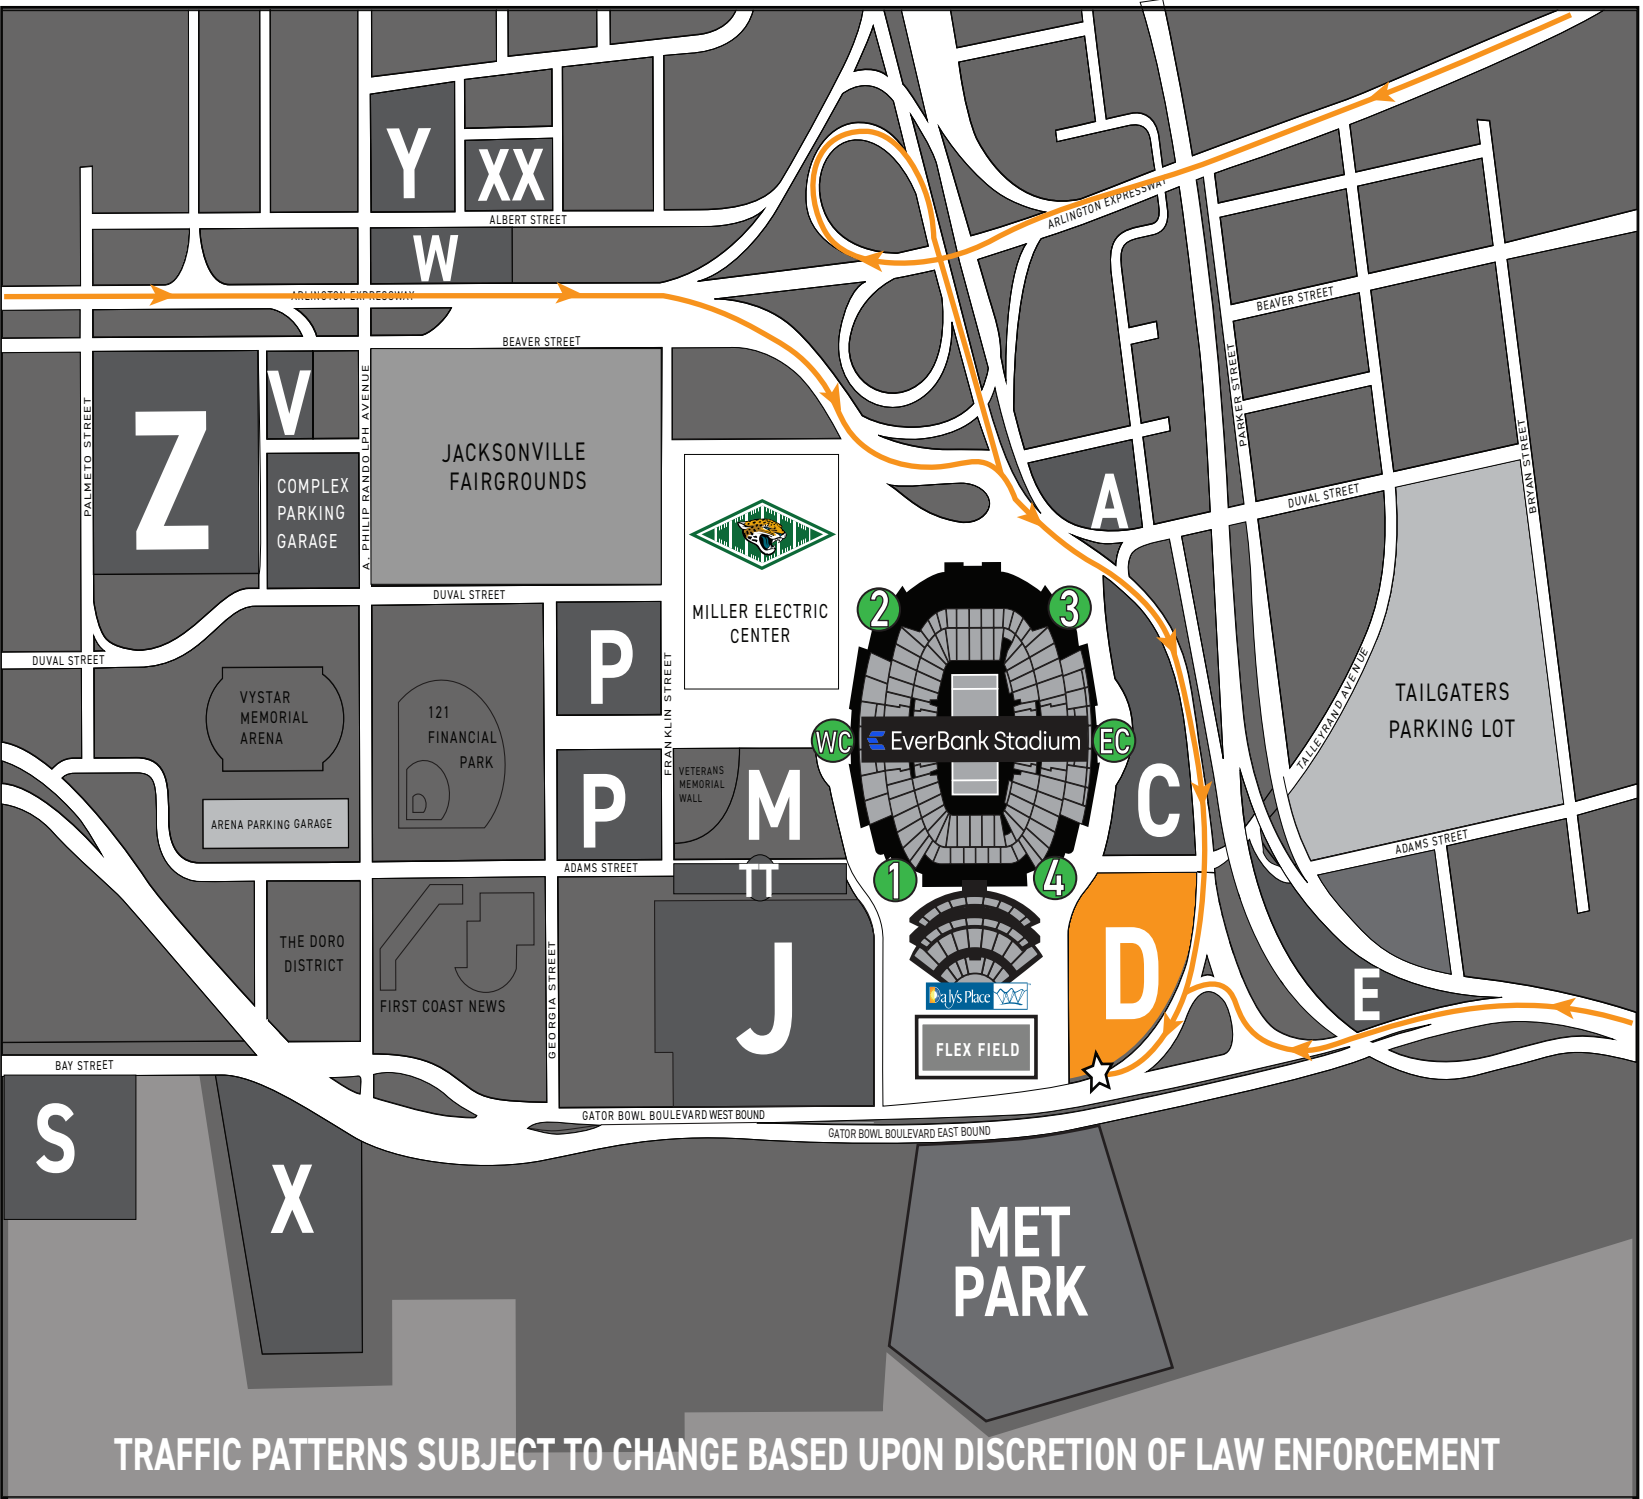 Y
XX
ALBERT STREET
W
ARLINGTON EXPRESSWAY
ARLINGTON EXPRESSWAY
BEAVER STREET
BEAVER STREET
PALMETO STREET
Z
V
A. PHILIP RANDOLPH AVENUE
COMPLEX
PARKING
GARAGE
JACKSONVILLE
FAIRGROUNDS
PARKER STREET
BRYAN STREET
A
DUVAL STREET
MILLER ELECTRIC
CENTER
DUVAL STREET
DUVAL STREET
2
3
P
FRANKLIN STREET
VYSTAR
MEMORIAL
ARENA
121
FINANCIAL
PARK
WC
EverBank Stadium
EC
TALLEYRAND AVENUE
TAILGATERS
PARKING LOT
VETERANS
MEMORIAL
WALL
P
M
C
ARENA PARKING GARAGE
ADAMS STREET
ADAMS STREET
TT
1
4
THE DORO
DISTRICT
FIRST COAST NEWS
GEORGIA STREET
J
D
E
Daily's Place
FLEX FIELD
BAY STREET
GATOR BOWL BOULEVARD WEST BOUND
GATOR BOWL BOULEVARD EAST BOUND
S
X
MET
PARK
TRAFFIC PATTERNS SUBJECT TO CHANGE BASED UPON DISCRETION OF LAW ENFORCEMENT